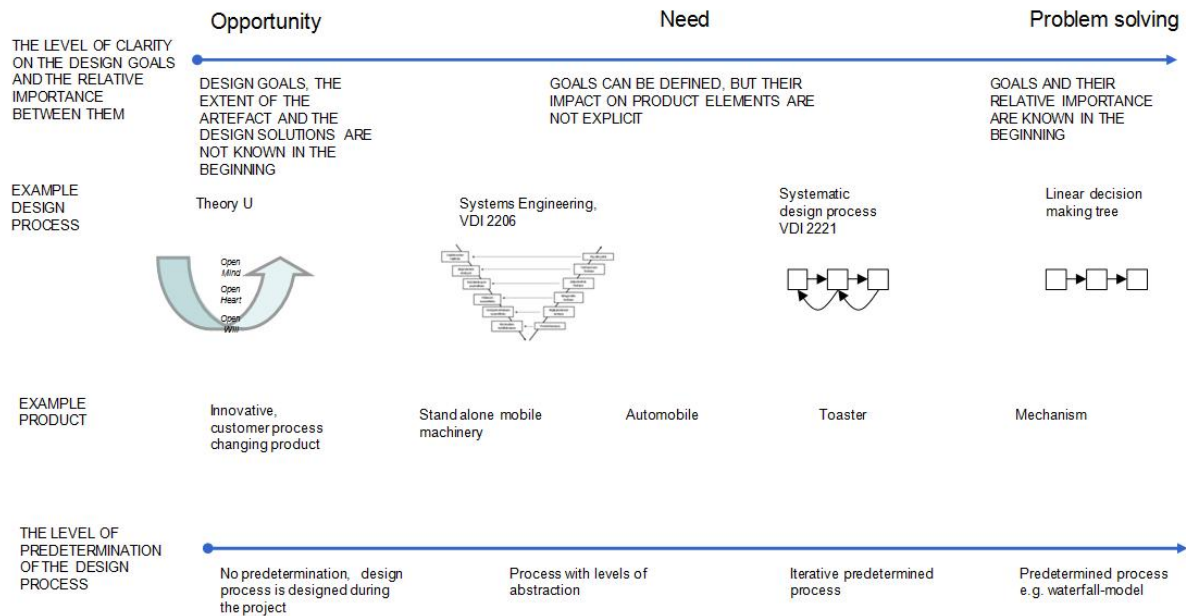 Opportunity
Need
Problem solving
THE LEVEL OF CLARITY
ON THE DESIGN GOALS
AND THE RELATIVE
IMPORTANCE
BETWEEN THEM
DESIGN GOALS, THE
EXTENT OF THE
ARTEFACT AND THE
DESIGN SOLUTIONS ARE
NOT KNOWN IN THE
BEGINNING
GOALS CAN BE DEFINED, BUT THEIR
IMPACT ON PRODUCT ELEMENTS ARE
NOT EXPLICIT
GOALS AND THEIR
RELATIVE IMPORTANCE
ARE KNOWN IN THE
BEGINNING
EXAMPLE
DESIGN
PROCESS
Theory U
Systems Engineering,
VDI 2206
Systematic
design process
VDI 2221
Linear decision
making tree
Open
Mind
Open
Heart
Open
Will
EXAMPLE
PRODUCT
Innovative,
customer process
changing product
Stand alone mobile
machinery
Automobile
Toaster
Mechanism
THE LEVEL OF
PREDETERMINATION
OF THE DESIGN
PROCESS
No predetermination, design
process is designed during
the project
Process with levels of
abstraction
Iterative predetermined
process
Predetermined process
e.g. waterfall-model